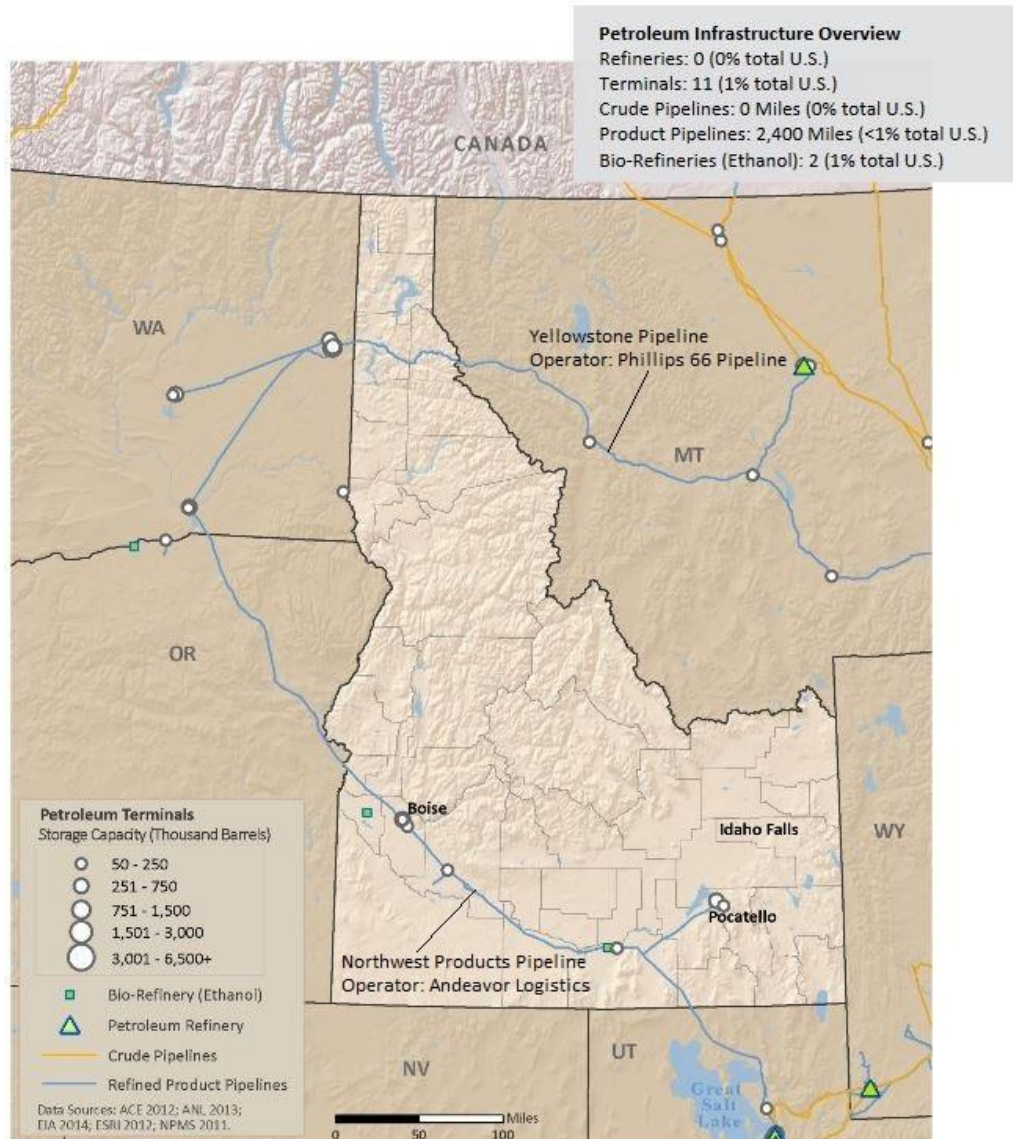 Petroleum Infrastructure Overview
Refineries: 0 (0% total U.S.)
Terminals: 11 (1% total U.S.)
Crude Pipelines: 0 Miles (0% total U.S.)
Product Pipelines: 2,400 Miles (<1% total U.S.)
Bio-Refineries (Ethanol): 2 (1% total U.S.)
CANADA
WA
Yellowstone Pipeline
Operator: Phillips 66 Pipeline
MT
OR
Boise
Idaho Falls
WY
Pocatello
Northwest Products Pipeline
Operator: Andeavor Logistics
NV
UT
Great
Salt
Lake
Petroleum Terminals
Storage Capacity (Thousand Barrels)
50 - 250
251 - 750
751 - 1,500
1,501 - 3,000
3,001 - 6,500+
Bio-Refinery (Ethanol)
Petroleum Refinery
Crude Pipelines
Refined Product Pipelines
Data Sources: ACE 2012; ANL 2013;
EIA 2014; ESRI 2012; NPMS 2011.
Miles
0 50 100